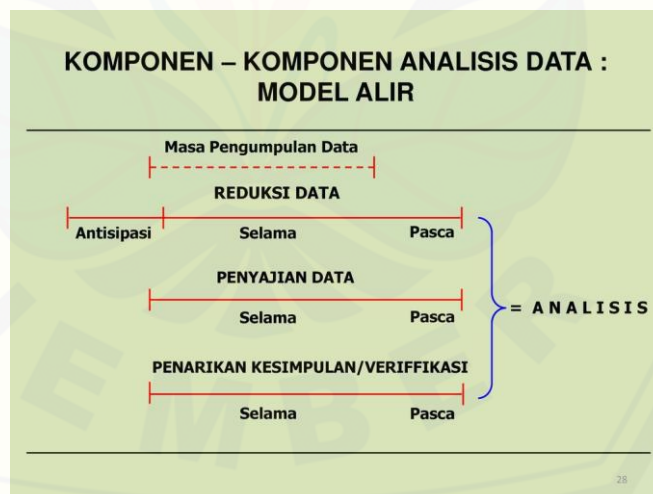 KOMPONEN – KOMPONEN ANALISIS DATA :
MODEL ALIR
Masa Pengumpulan Data
REDUKSI DATA
Antisipasi Selama Pasca
PENYAJIAN DATA
Selama Pasca
= A N A L I S I S
PENARIKAN KESIMPULAN/VERIFFIKASI
Selama Pasca
28